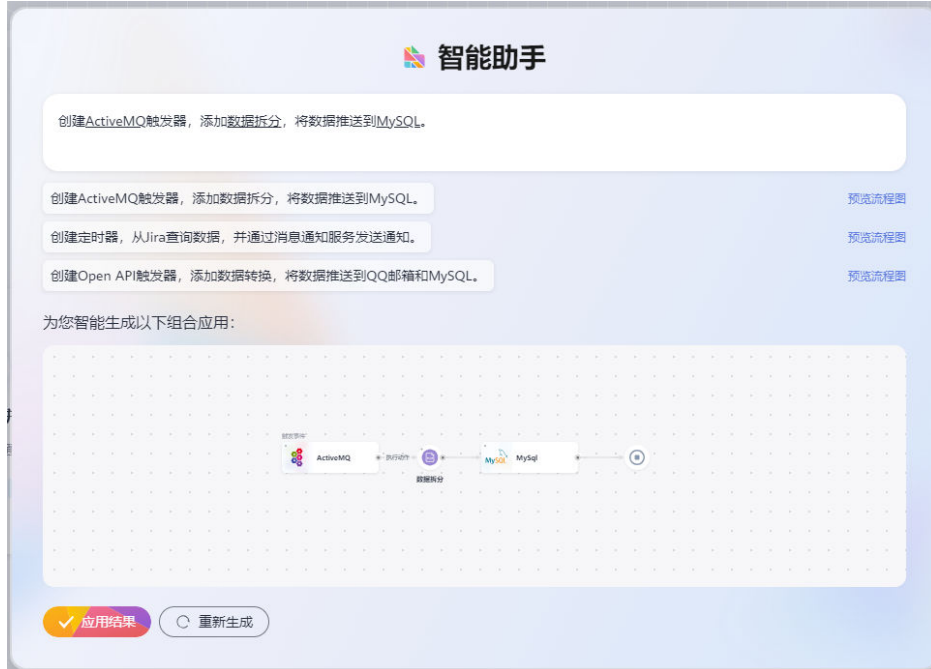 智能助手
创建ActiveMQ触发器，添加数据拆分，将数据推送到MySQL。
创建ActiveMQ触发器，添加数据拆分，将数据推送到MySQL。 预览流程图
创建定时器，从Jira查询数据，并通过消息通知服务发送通知。 预览流程图
创建Open API触发器，添加数据转换，将数据推送到QQ邮箱和MySQL。 预览流程图
为您智能生成以下组合应用：
触发事件
ActiveMQ 执行动作 MySQL MySql
数据拆分
应用结果 重新生成